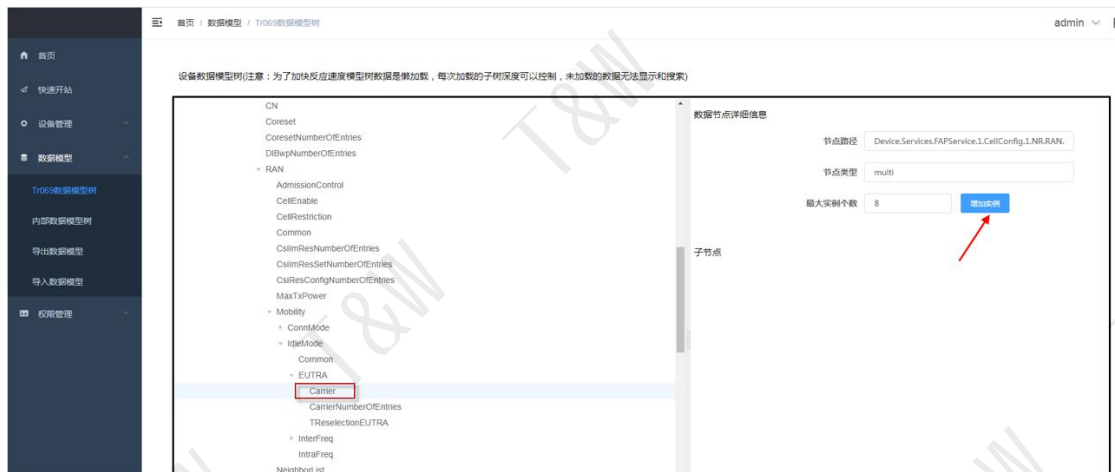 首页 / 数据模型 / Tr069数据模型树
admin
首页
快速开站
设备管理
数据模型
Tr069数据模型树
内部数据模型树
导出数据模型
导入数据模型
权限管理
设备数据模型树(注意：为了加快反应速度模型树数据是懒加载，每次加载的子树深度可以控制，未加载的数据无法显示和搜索)
CN
Coreset
CoresetNumberOfEntries
DlBwpNumberOfEntries
RAN
AdmissionControl
CellEnable
CellRestriction
Common
CsiImResNumberOfEntries
CsiImResSetNumberOfEntries
CsiResConfigNumberOfEntries
MaxTxPower
Mobility
ConnMode
IdleMode
Common
EUTRA
Carrier
CarrierNumberOfEntries
TReselectionEUTRA
InterFreq
IntraFreq
NeighborList
数据节点详细信息
节点路径 Device.Services.FAPService.1.CellConfig.1.NR.RAN.
节点类型 multi
最大实例个数 8 增加实例
子节点
T&W
T&W